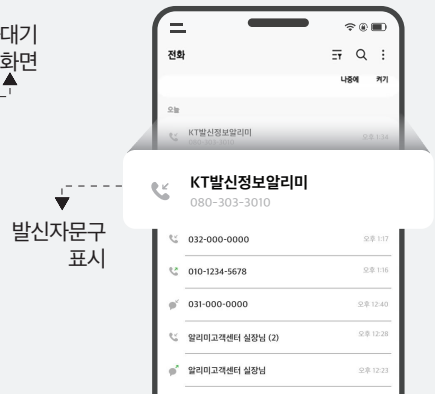 대기
화면
전화
나중에 켜기
오늘
KT발신정보알리미
080-303-3010 오후 1:14
KT발신정보알리미
080-303-3010
발신자문구
표시
032-000-0000 오후 1:17
010-1234-5678 오후 1:16
031-000-0000 오후 12:40
알리미고객센터 실장님 (2) 오후 12:28
알리미고객센터 실장님 오후 12:23